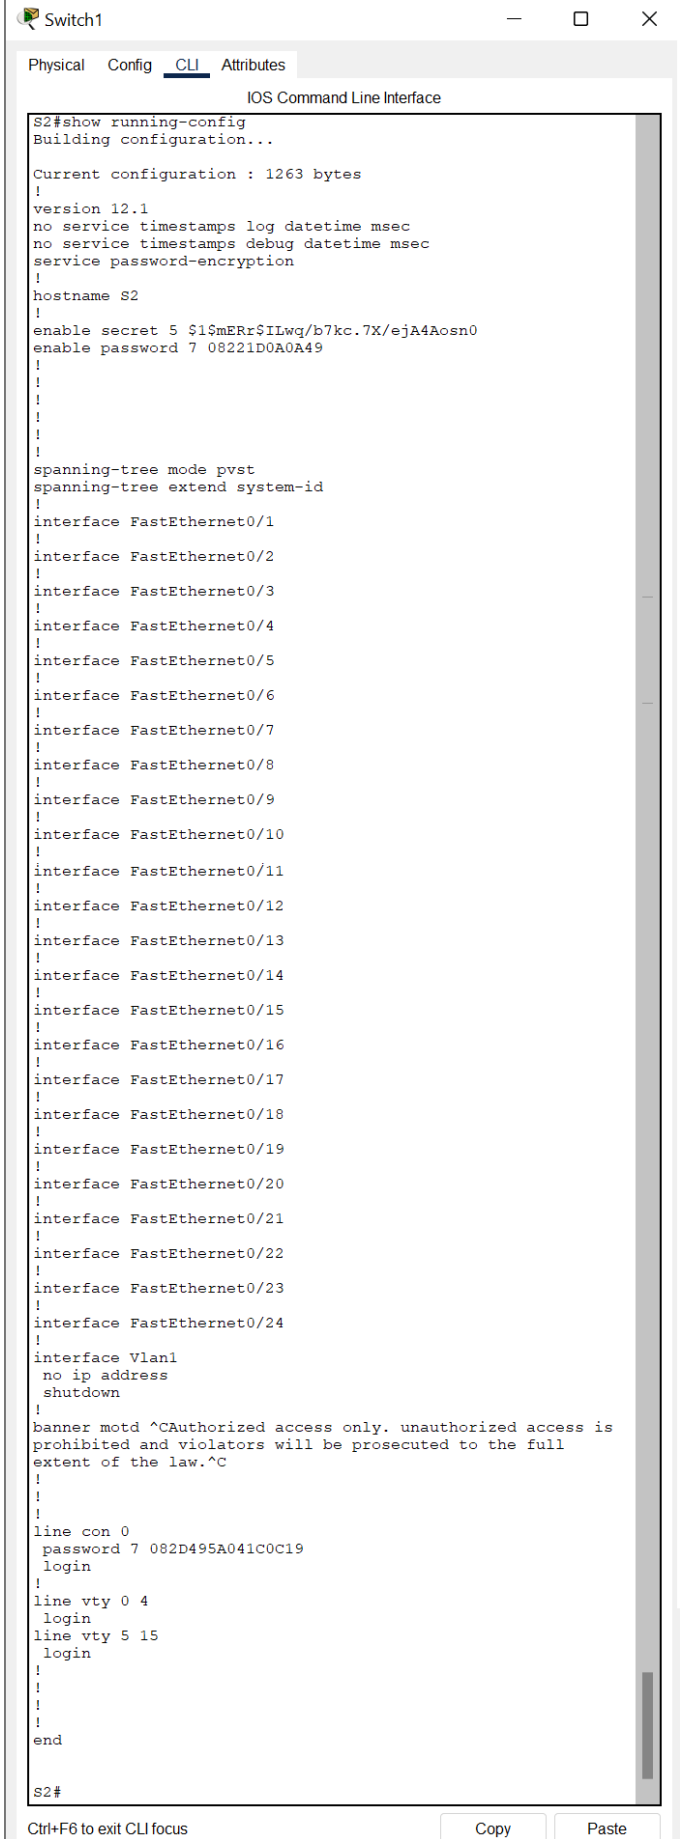 Switch1
Physical Config CLI Attributes
IOS Command Line Interface
S2#show running-config
Building configuration...
Current configuration : 1263 bytes
!
version 12.1
no service timestamps log datetime msec
no service timestamps debug datetime msec
service password-encryption
!
hostname S2
!
enable secret 5 $1$mERr$ILwq/b7kc.7X/ejA4Aosn0
enable password 7 08221D0A0A49
!
!
!
!
!
!
spanning-tree mode pvst
spanning-tree extend system-id
!
interface FastEthernet0/1
!
interface FastEthernet0/2
!
interface FastEthernet0/3
!
interface FastEthernet0/4
!
interface FastEthernet0/5
!
interface FastEthernet0/6
!
interface FastEthernet0/7
!
interface FastEthernet0/8
!
interface FastEthernet0/9
!
interface FastEthernet0/10
!
interface FastEthernet0/11
!
interface FastEthernet0/12
!
interface FastEthernet0/13
!
interface FastEthernet0/14
!
interface FastEthernet0/15
!
interface FastEthernet0/16
!
interface FastEthernet0/17
!
interface FastEthernet0/18
!
interface FastEthernet0/19
!
interface FastEthernet0/20
!
interface FastEthernet0/21
!
interface FastEthernet0/22
!
interface FastEthernet0/23
!
interface FastEthernet0/24
!
interface Vlan1
 no ip address
 shutdown
!
banner motd ^CAuthorized access only. unauthorized access is
prohibited and violators will be prosecuted to the full
extent of the law.^C
!
!
!
line con 0
 password 7 082D495A041C0C19
 login
!
line vty 0 4
 login
line vty 5 15
 login
!
!
!
!
end
S2#
Ctrl+F6 to exit CLI focus
Copy Paste